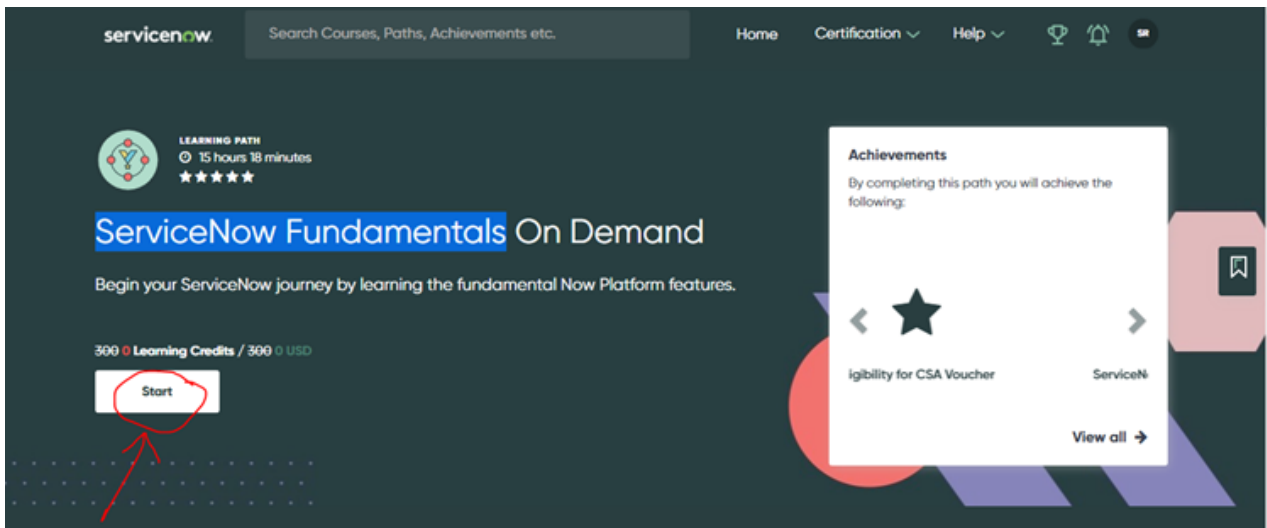 servicenow.
Search Courses, Paths, Achievements etc.
Home
Certification
Help
SR
LEARNING PATH
15 hours 18 minutes
ServiceNow Fundamentals On Demand
Begin your ServiceNow journey by learning the fundamental Now Platform features.
300 0 Learning Credits / 300 0 USD
Start
Achievements
By completing this path you will achieve the
following:
igibility for CSA Voucher
ServiceN
View all